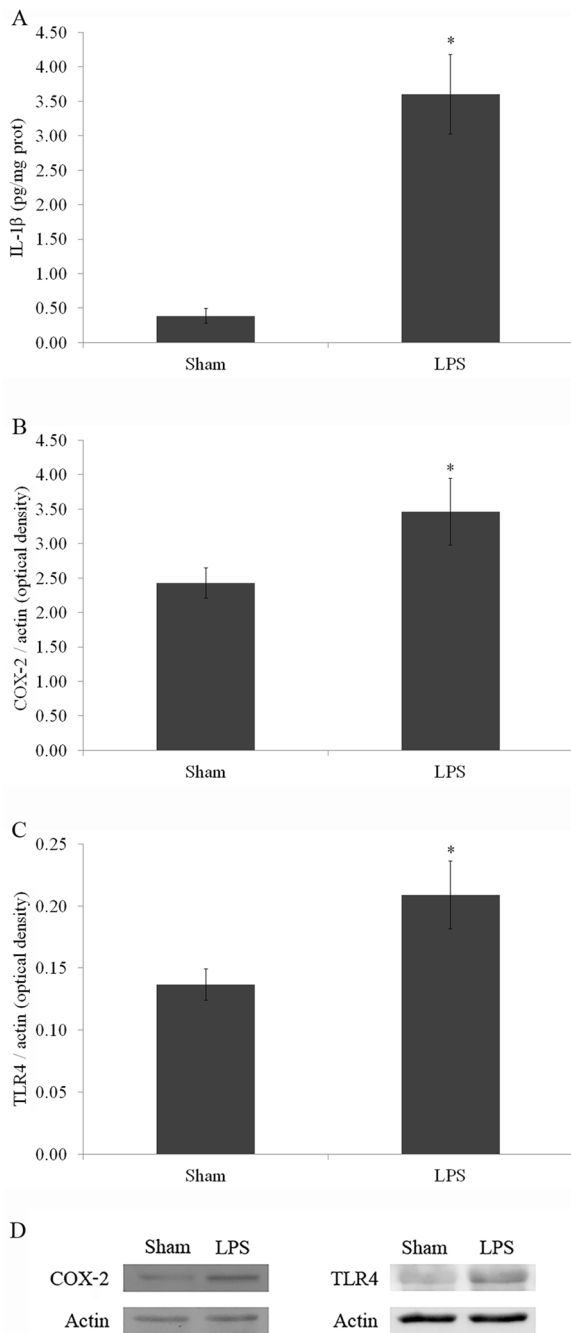 A
IL-1β (pg/mg prot)
4.50
4.00
3.50
3.00
2.50
2.00
1.50
1.00
0.50
0.00
*
Sham LPS
B
COX-2 / actin (optical density)
4.50
4.00
3.50
3.00
2.50
2.00
1.50
1.00
0.50
0.00
*
Sham LPS
C
TLR4 / actin (optical density)
0.25
0.20
0.15
0.10
0.05
0.00
*
Sham LPS
D
Sham LPS
COX-2
Actin
Sham LPS
TLR4
Actin